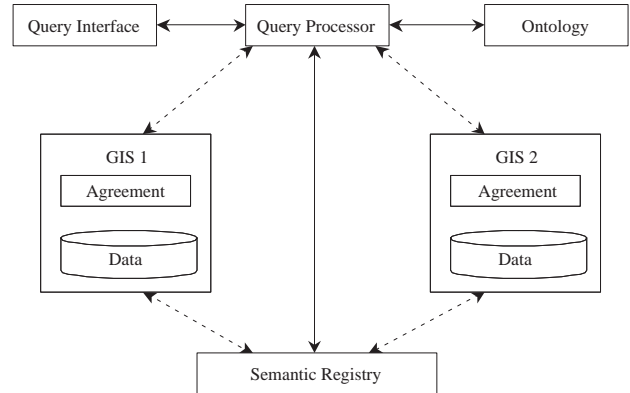 Query Interface
Query Processor
Ontology
GIS 1
Agreement
Data
GIS 2
Agreement
Data
Semantic Registry